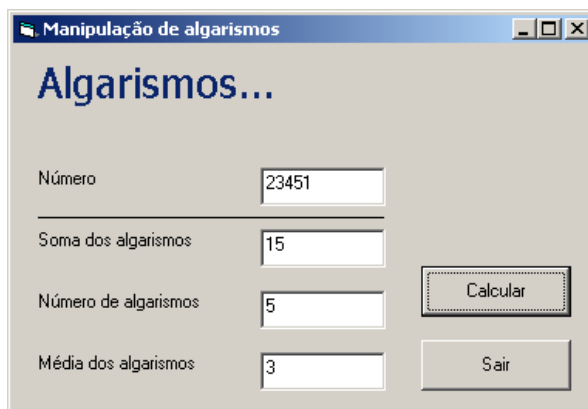 Manipulação de algarismos
Algarismos...
Número 23451
Soma dos algarismos 15
Número de algarismos 5
Calcular
Média dos algarismos 3
Sair